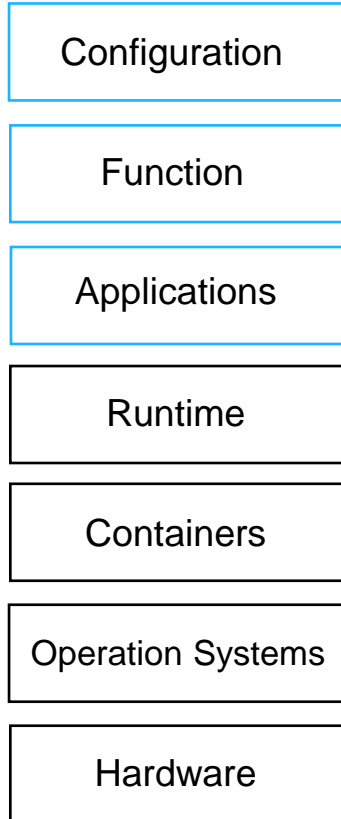 Configuration
Function
Applications
Runtime
Containers
Operation Systems
Hardware